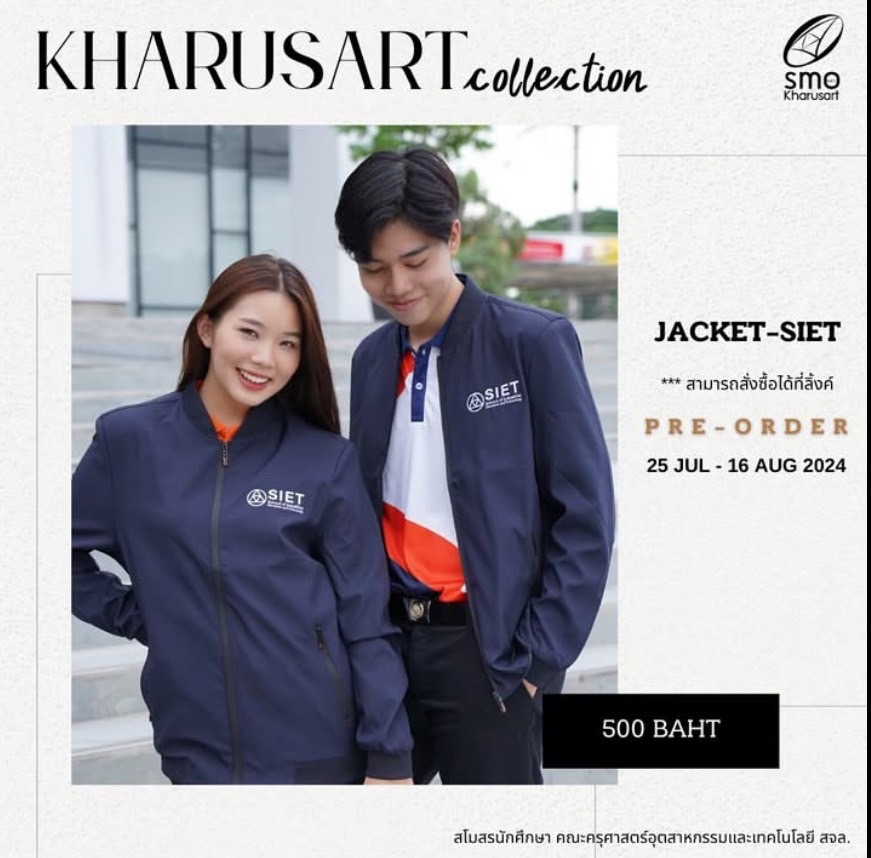 KHARUSART collection
smo
Kharusart
SIET
SIET
JACKET-SIET
*** สามารถสั่งซื้อได้ที่ลิ้งค์
PRE-ORDER
25 JUL - 16 AUG 2024
500 BAHT
สโมสรนักศึกษา คณะครุศาสตร์อุตสาหกรรมและเทคโนโลยี สจล.